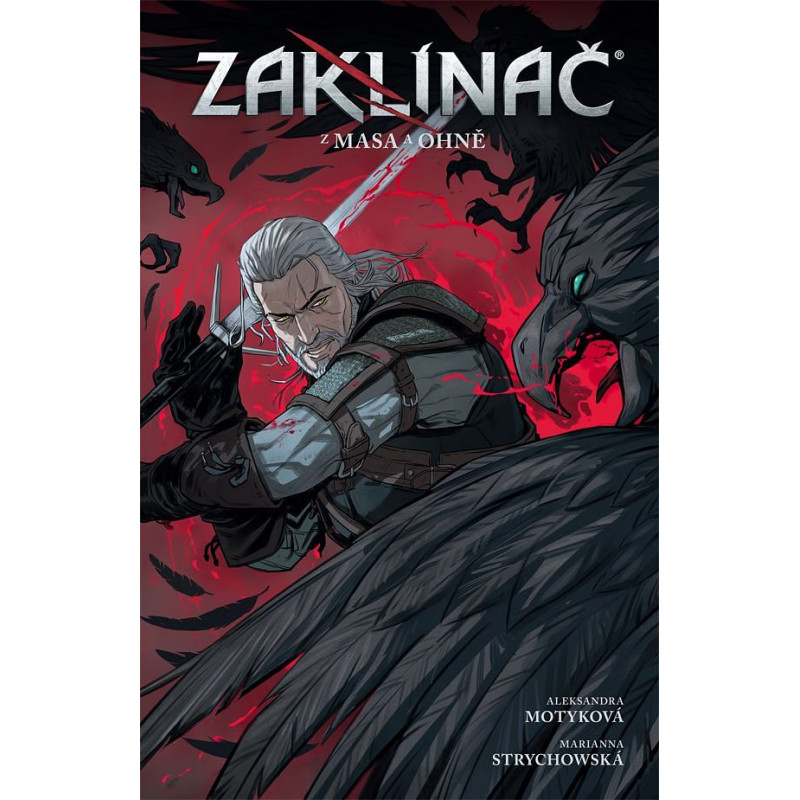 ZAKLÍNAČ®
Z MASA A OHNĚ
ALEKSANDRA
MOTYKOVÁ
MARIANNA
STRYCHOWSKÁ